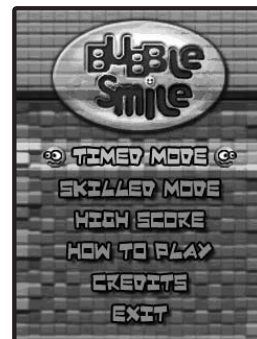 BUBBLE
SMILE
TIMED MODE
SKILLED MODE
HIGH SCORE
HOW TO PLAY
CREDITS
EXIT